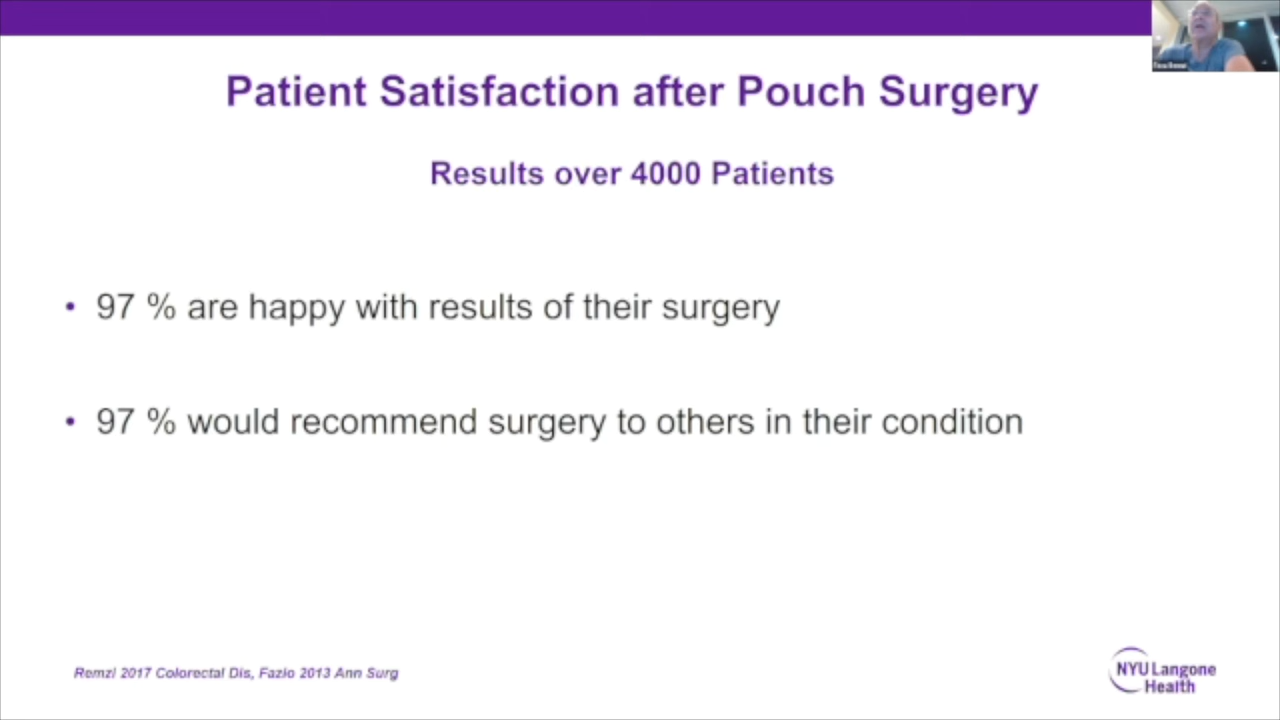 Patient Satisfaction after Pouch Surgery
Results over 4000 Patients
• 97 % are happy with results of their surgery
• 97 % would recommend surgery to others in their condition
Remzi 2017 Colorectal Dis, Fazio 2013 Ann Surg
NYU Langone
Health